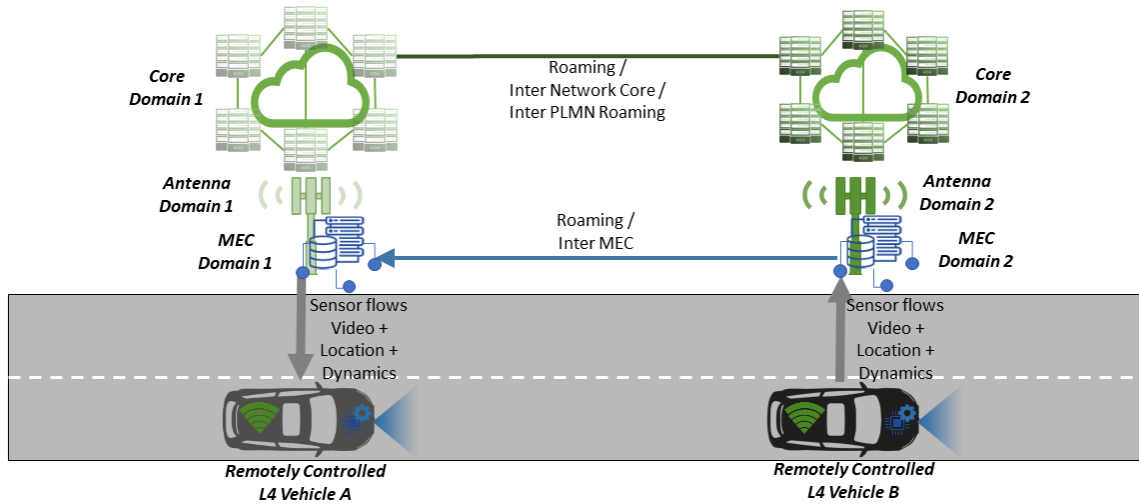 Core
Domain 1
Roaming /
Inter Network Core /
Inter PLMN Roaming
Core
Domain 2
Antenna
Domain 1
Antenna
Domain 2
MEC
Domain 1
Roaming /
Inter MEC
MEC
Domain 2
Sensor flows
Video +
Location +
Dynamics
Sensor flows
Video +
Location +
Dynamics
Remotely Controlled
L4 Vehicle A
Remotely Controlled
L4 Vehicle B